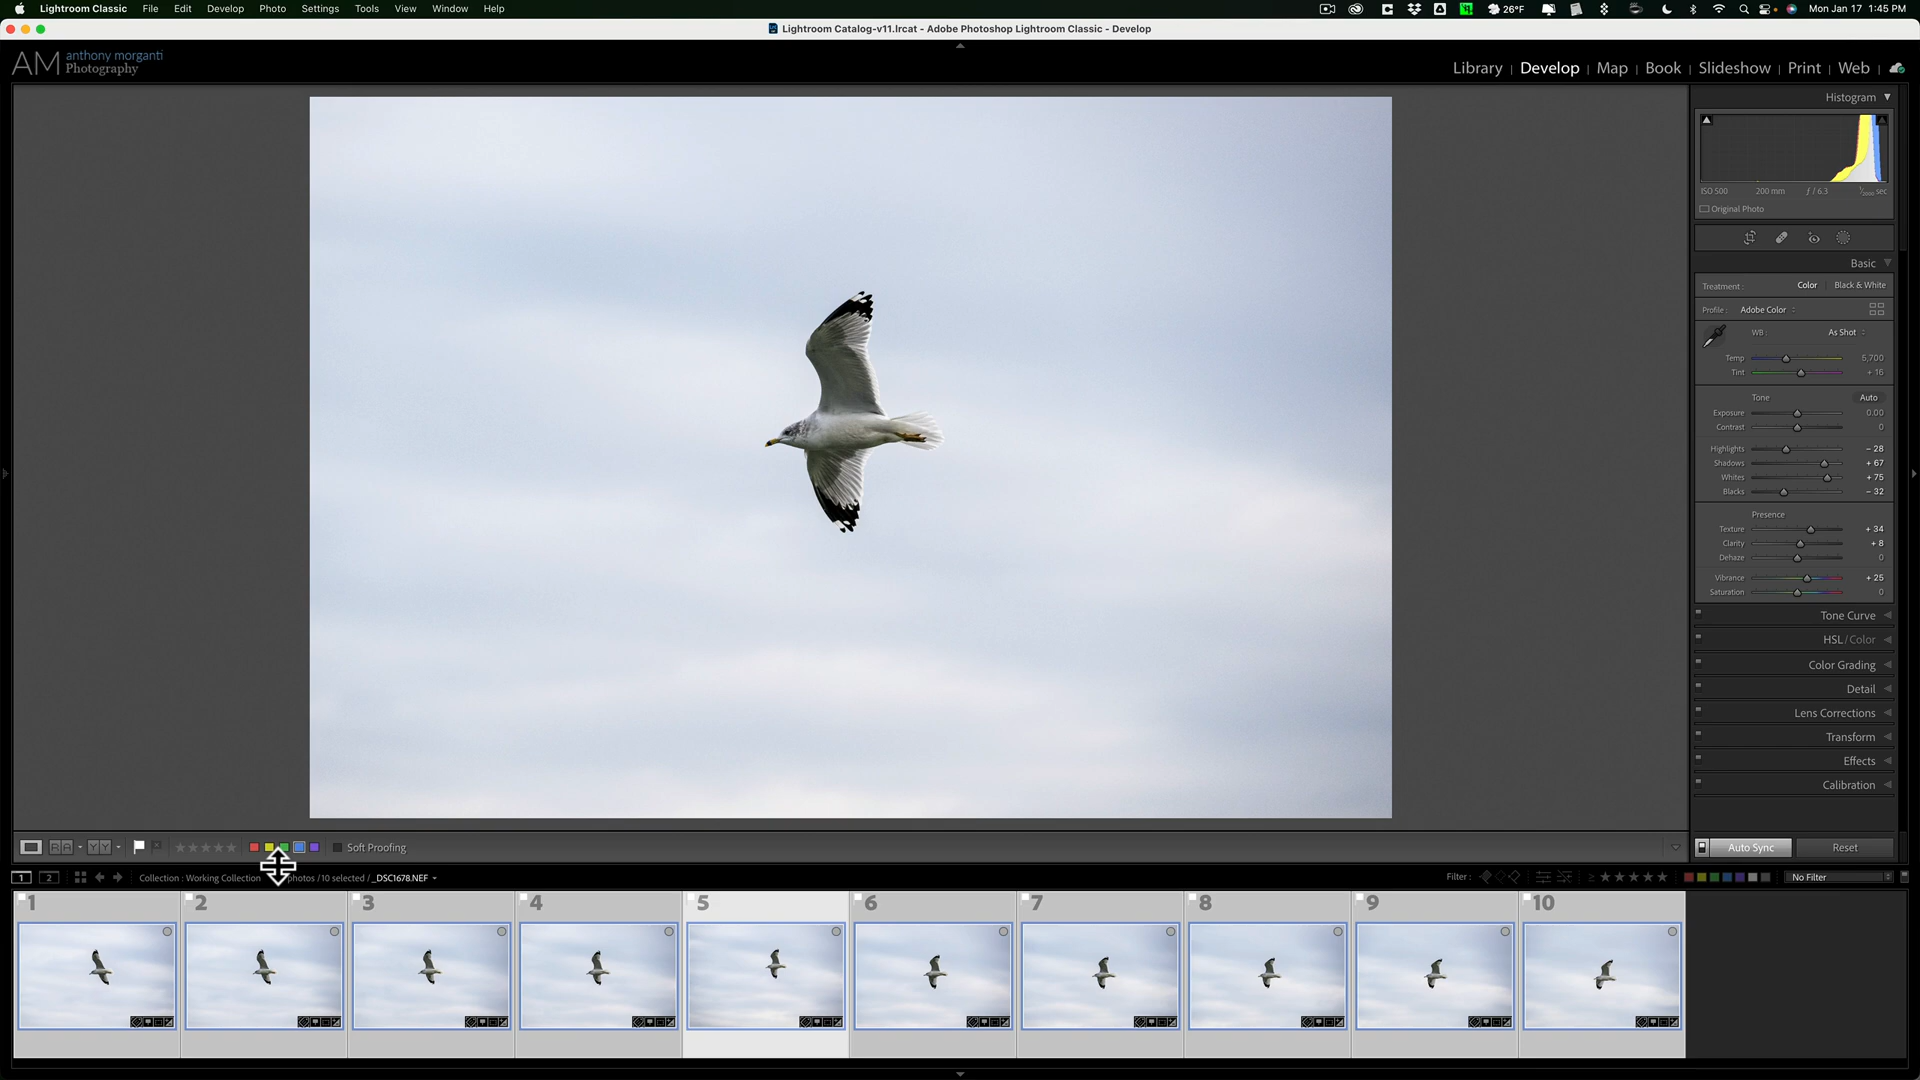 Lightroom Classic File Edit Develop Photo Settings Tools View Window Help 26°F Mon Jan 17 1:45 PM
Lightroom Catalog-v11.lrcat - Adobe Photoshop Lightroom Classic - Develop
AM anthony morganti
Photography
Library | Develop | Map | Book | Slideshow | Print | Web |
Histogram
ISO 500 200 mm ƒ / 6.3 1/2000 sec
Original Photo
Basic
Treatment : Color Black & White
Profile : Adobe Color
WB : As Shot
Temp 5,700
Tint + 16
Tone Auto
Exposure 0.00
Contrast 0
Highlights - 28
Shadows + 67
Whites + 75
Blacks - 32
Presence
Texture + 34
Clarity + 8
Dehaze 0
Vibrance + 25
Saturation 0
Tone Curve
HSL / Color
Color Grading
Detail
Lens Corrections
Transform
Effects
Calibration
R A Y Y Soft Proofing Auto Sync Reset
1 2 Collection : Working Collection photos / 10 selected / _DSC1678.NEF Filter : No Filter
1 2 3 4 5 6 7 8 9 10